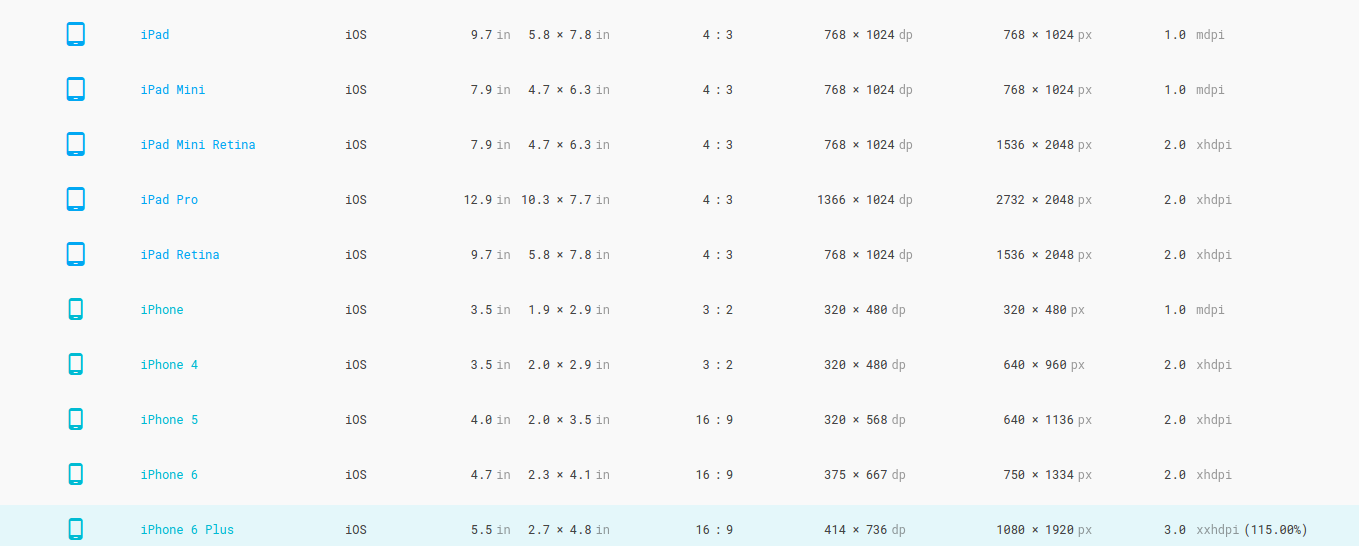 iPad iOS 9.7 in 5.8 × 7.8 in 4 : 3 768 × 1024 dp 768 × 1024 px 1.0 mdpi
iPad Mini iOS 7.9 in 4.7 × 6.3 in 4 : 3 768 × 1024 dp 768 × 1024 px 1.0 mdpi
iPad Mini Retina iOS 7.9 in 4.7 × 6.3 in 4 : 3 768 × 1024 dp 1536 × 2048 px 2.0 xhdpi
iPad Pro iOS 12.9 in 10.3 × 7.7 in 4 : 3 1366 × 1024 dp 2732 × 2048 px 2.0 xhdpi
iPad Retina iOS 9.7 in 5.8 × 7.8 in 4 : 3 768 × 1024 dp 1536 × 2048 px 2.0 xhdpi
iPhone iOS 3.5 in 1.9 × 2.9 in 3 : 2 320 × 480 dp 320 × 480 px 1.0 mdpi
iPhone 4 iOS 3.5 in 2.0 × 2.9 in 3 : 2 320 × 480 dp 640 × 960 px 2.0 xhdpi
iPhone 5 iOS 4.0 in 2.0 × 3.5 in 16 : 9 320 × 568 dp 640 × 1136 px 2.0 xhdpi
iPhone 6 iOS 4.7 in 2.3 × 4.1 in 16 : 9 375 × 667 dp 750 × 1334 px 2.0 xhdpi
iPhone 6 Plus iOS 5.5 in 2.7 × 4.8 in 16 : 9 414 × 736 dp 1080 × 1920 px 3.0 xxhdpi (115.00%)